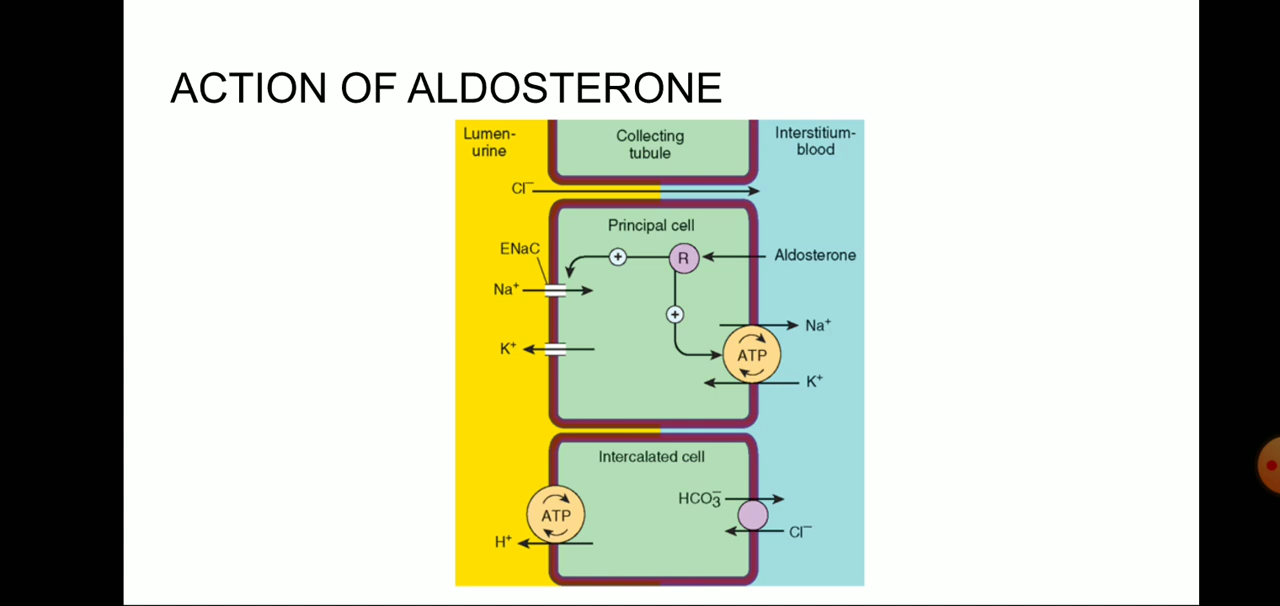 ACTION OF ALDOSTERONE
Lumen-
urine
Collecting
tubule
Interstitium-
blood
Cl⁻
Principal cell
ENaC
+
R
Aldosterone
Na⁺
+
Na⁺
K⁺
ATP
K⁺
Intercalated cell
HCO₃⁻
ATP
Cl⁻
H⁺